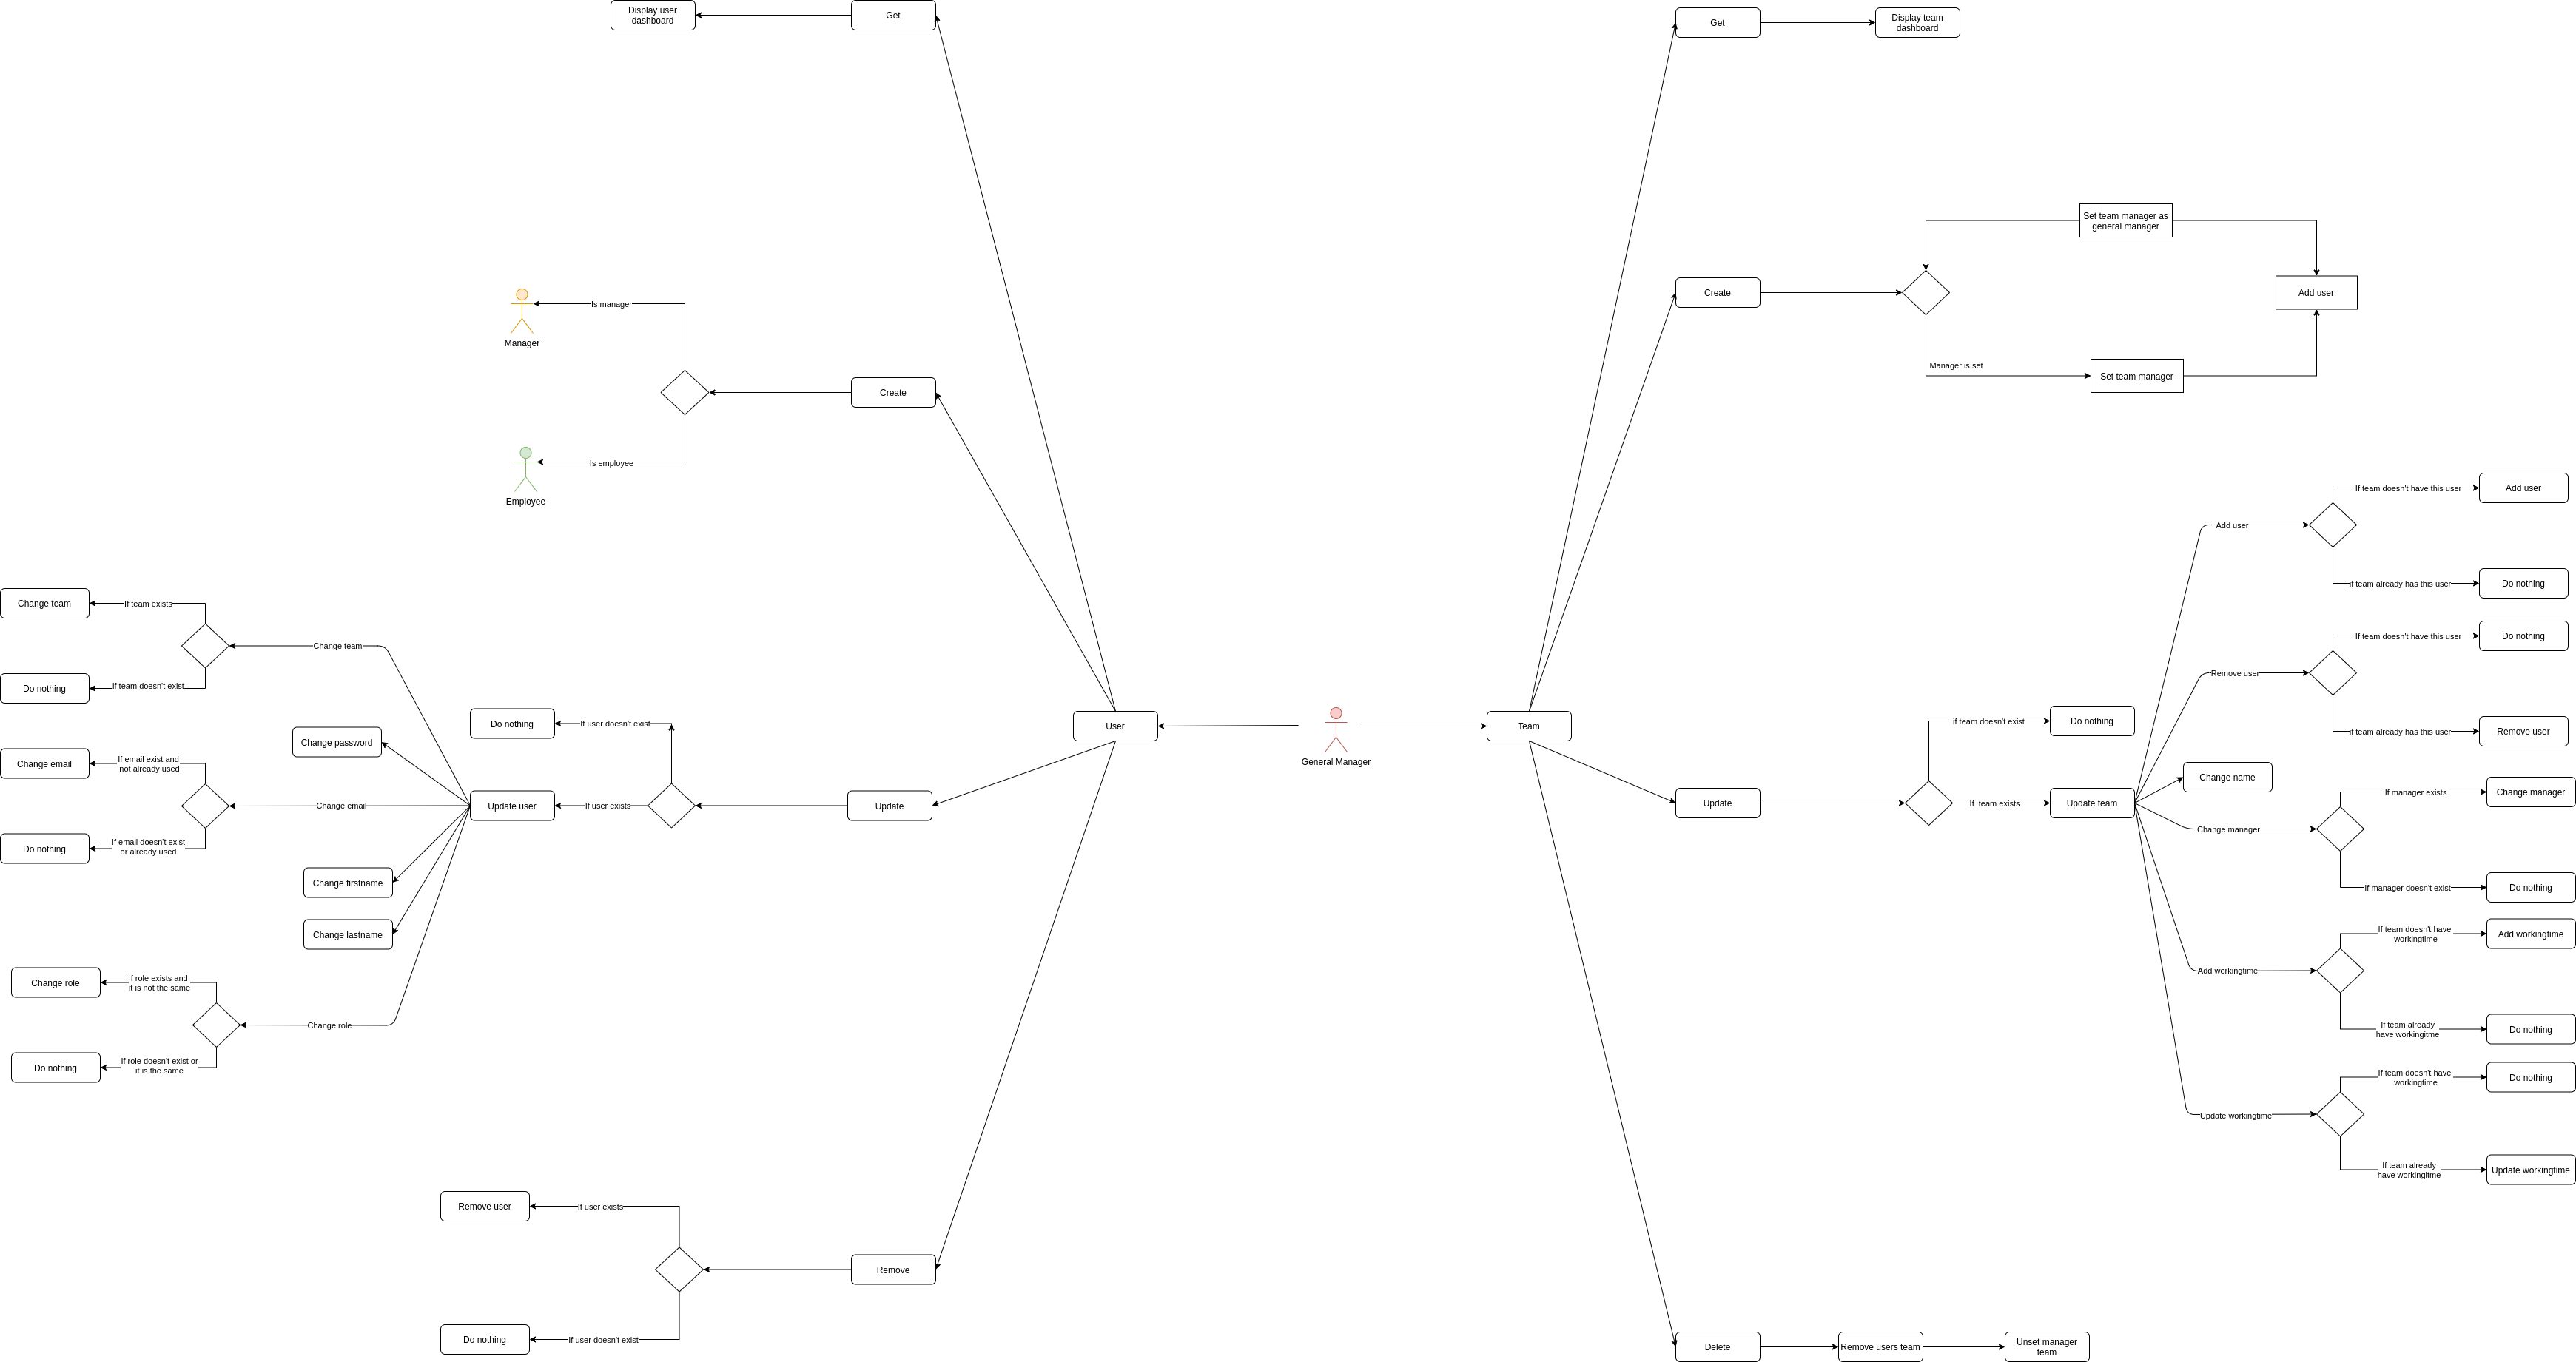 Display user
dashboard
Get
Get
Display team
dashboard
Set team manager as
general manager
Create
Add user
Is manager
Manager
Manager is set
Set team manager
Create
Is employee
Employee
If team doesn't have this user
Add user
Add user
if team already has this user
Do nothing
Change team
If team exists
Change team
Do nothing
if team doesn't exist
If team doesn't have this user
Do nothing
Remove user
if team already has this user
Remove user
Do nothing
If user doesn't exist
User
General Manager
Team
if team doesn't exist
Do nothing
Change password
Change email
If email exist and
not already used
Change email
Update user
If user exists
Update
Update
If  team exists
Update team
Change name
If manager exists
Change manager
Change manager
Do nothing
If email doesn't exist
or already used
If manager doesn't exist
Do nothing
Change firstname
Change lastname
If team doesn't have
workingtime
Add workingtime
Add workingtime
If team already
have workingitme
Do nothing
Change role
if role exists and
it is not the same
Change role
Do nothing
If role doesn't exist or
it is the same
If team doesn't have
workingtime
Do nothing
Update workingtime
If team already
have workingitme
Update workingtime
Remove user
If user exists
Remove
Do nothing
If user doesn't exist
Delete
Remove users team
Unset manager
team